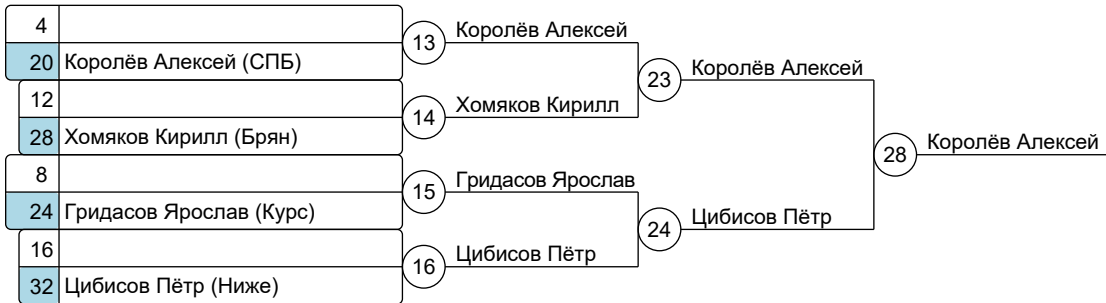 4
20 Королёв Алексей (СПБ)
12
28 Хомяков Кирилл (Брян)
8
24 Гридасов Ярослав (Курс)
16
32 Цибисов Пётр (Ниже)
13 Королёв Алексей
14 Хомяков Кирилл
15 Гридасов Ярослав
16 Цибисов Пётр
23 Королёв Алексей
24 Цибисов Пётр
28 Королёв Алексей